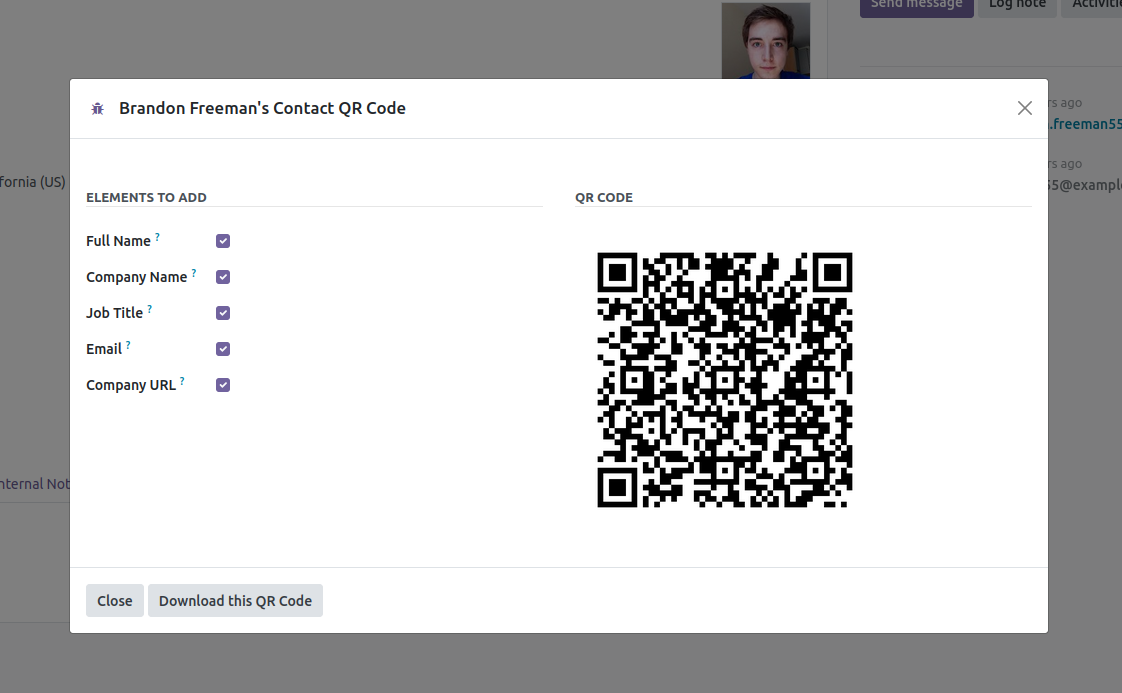 Send message Log note Activiti
Brandon Freeman's Contact QR Code
rs ago
.freeman55
rs ago
fornia (US)
55@example
ELEMENTS TO ADD
QR CODE
Full Name ?
Company Name ?
Job Title ?
Email ?
Company URL ?
nternal Not
Close Download this QR Code